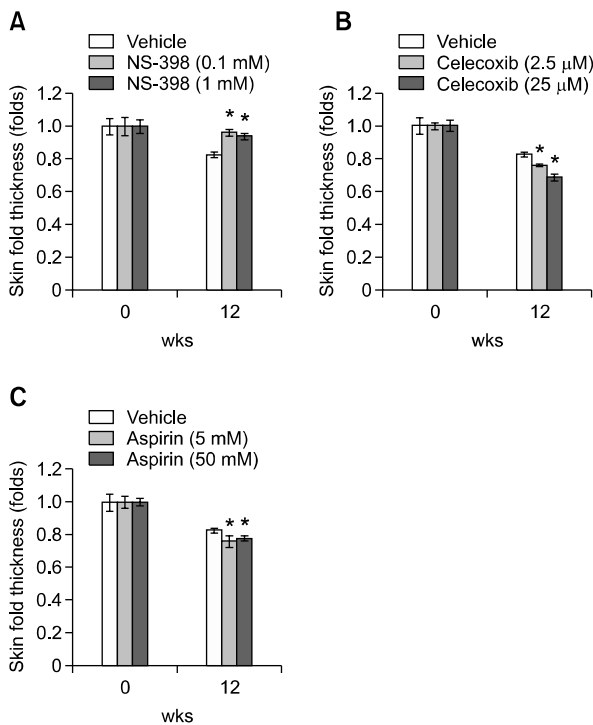 A
Vehicle
NS-398 (0.1 mM)
NS-398 (1 mM)
Skin fold thickness (folds)
1.2
1.0
0.8
0.6
0.4
0.2
0
* *
0 12
wks
B
Vehicle
Celecoxib (2.5 μM)
Celecoxib (25 μM)
Skin fold thickness (folds)
1.2
1.0
0.8
0.6
0.4
0.2
0
* *
0 12
wks
C
Vehicle
Aspirin (5 mM)
Aspirin (50 mM)
Skin fold thickness (folds)
1.2
1.0
0.8
0.6
0.4
0.2
0
* *
0 12
wks